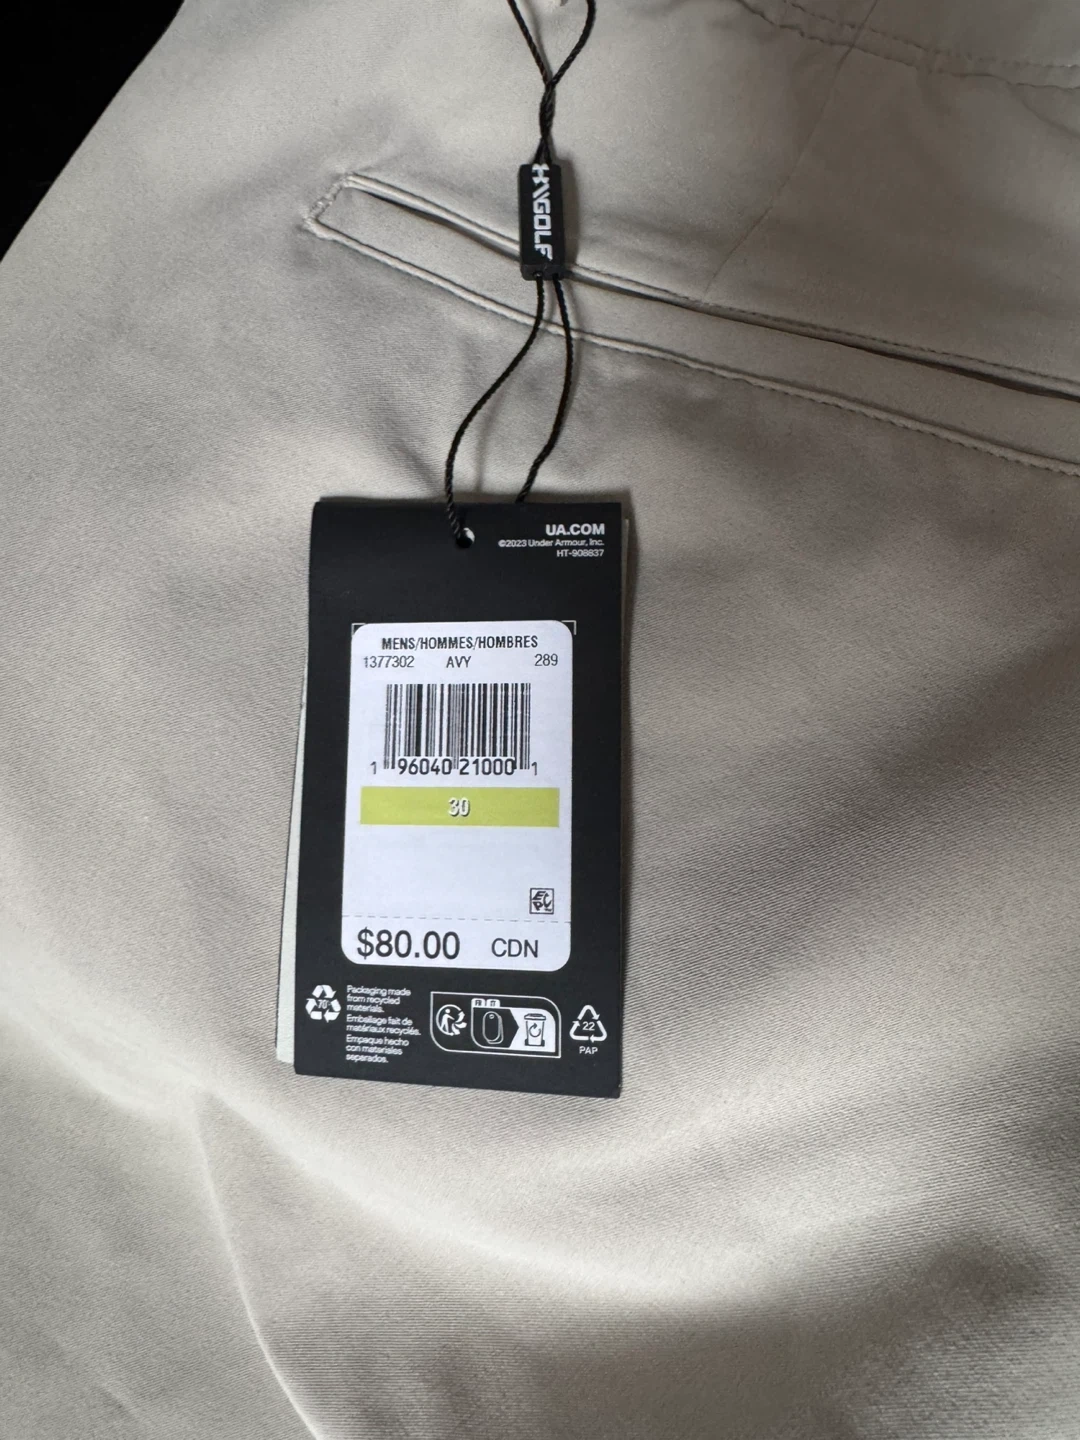 GOLF
UA.COM
©2023 Under Armour, Inc.
HT-908837
MENS/HOMMES/HOMBRES
1377302 AVY 289
1 96040 21000 1
30
$80.00 CDN
70%
Packaging made
from recycled
materials.
Emballage fait de
matériaux recyclés.
Empaque hecho
con materiales
separados.
FR IT
22
PAP